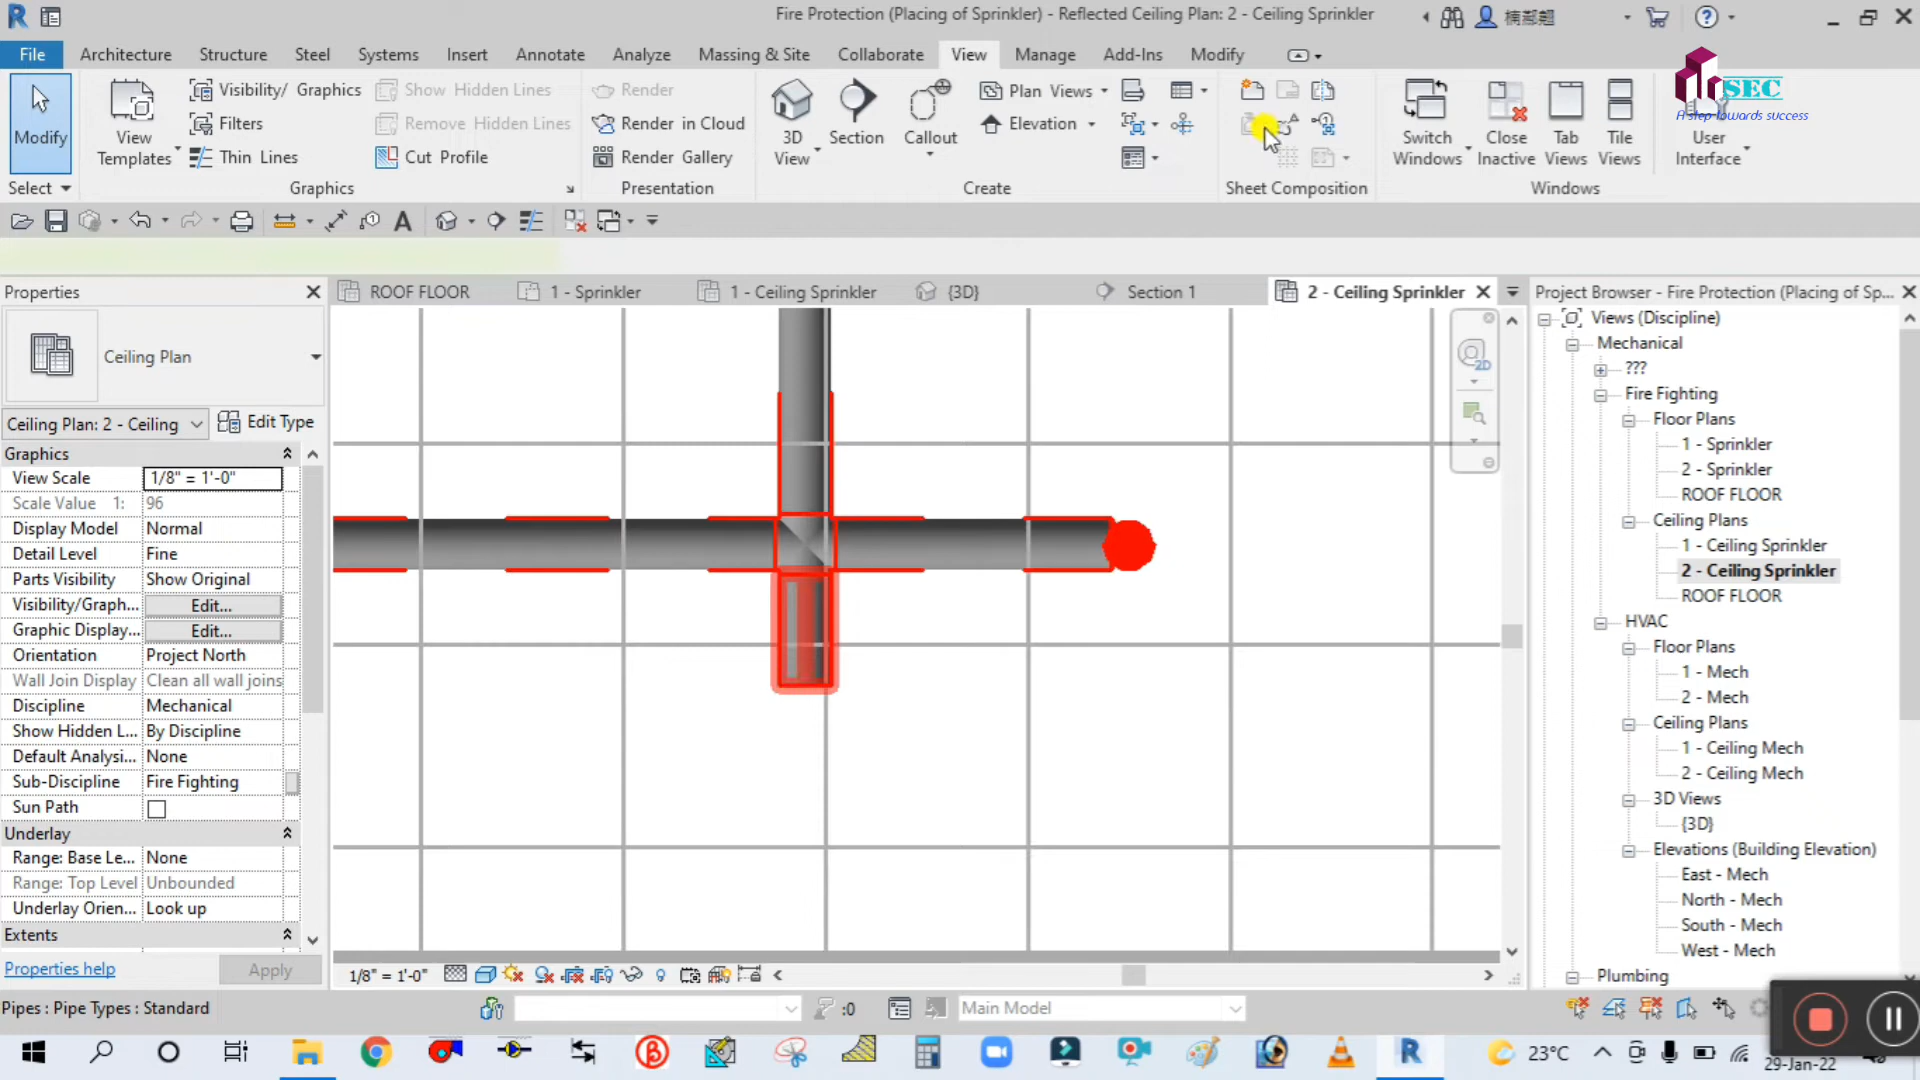 Fire Protection (Placing of Sprinkler) - Reflected Ceiling Plan: 2 - Ceiling Sprinkler
File Architecture Structure Steel Systems Insert Annotate Analyze Massing & Site Collaborate View Manage Add-Ins Modify
SEC
A step Towards success
Modify
Select
View Templates
Visibility/ Graphics
Filters
Thin Lines
Show Hidden Lines
Remove Hidden Lines
Cut Profile
Graphics
Render
Render in Cloud
Render Gallery
Presentation
3D View
Section
Callout
Plan Views
Elevation
Create
Sheet Composition
Switch Windows
Close Inactive
Tab Views
Tile Views
User Interface
Windows
Properties
ROOF FLOOR
1 - Sprinkler
1 - Ceiling Sprinkler
{3D}
Section 1
2 - Ceiling Sprinkler
Project Browser - Fire Protection (Placing of Sp...
Ceiling Plan
Ceiling Plan: 2 - Ceiling
Edit Type
Graphics
View Scale 1/8" = 1'-0"
Scale Value 1: 96
Display Model Normal
Detail Level Fine
Parts Visibility Show Original
Visibility/Graph... Edit...
Graphic Display... Edit...
Orientation Project North
Wall Join Display Clean all wall joins
Discipline Mechanical
Show Hidden L... By Discipline
Default Analysi... None
Sub-Discipline Fire Fighting
Sun Path
Underlay
Range: Base Le... None
Range: Top Level Unbounded
Underlay Orien... Look up
Extents
Properties help
Apply
2D
1/8" = 1'-0"
Views (Discipline)
Mechanical
???
Fire Fighting
Floor Plans
1 - Sprinkler
2 - Sprinkler
ROOF FLOOR
Ceiling Plans
1 - Ceiling Sprinkler
2 - Ceiling Sprinkler
ROOF FLOOR
HVAC
Floor Plans
1 - Mech
2 - Mech
Ceiling Plans
1 - Ceiling Mech
2 - Ceiling Mech
3D Views
{3D}
Elevations (Building Elevation)
East - Mech
North - Mech
South - Mech
West - Mech
Plumbing
Pipes : Pipe Types : Standard
:0
Main Model
23°C
29-Jan-22